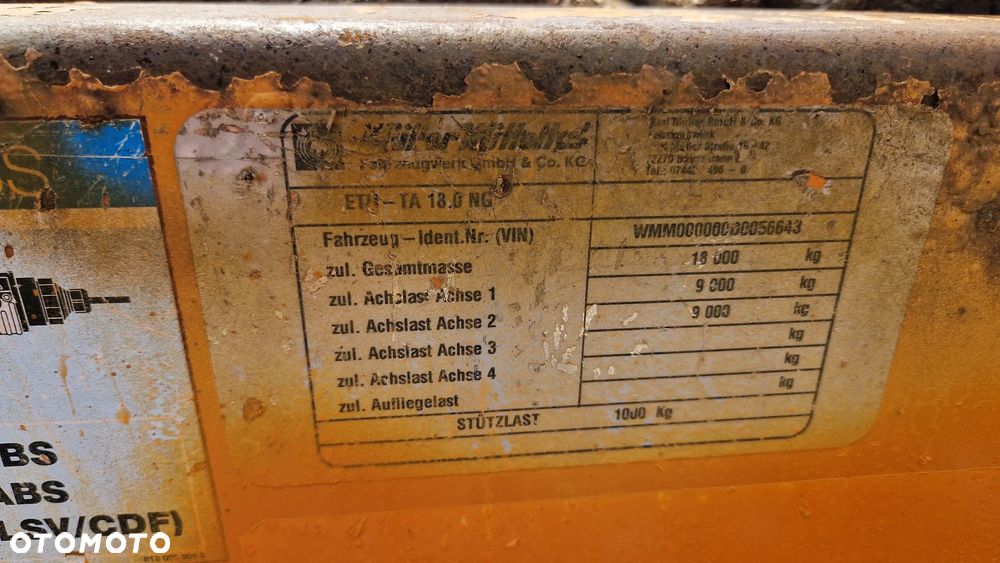 Fahrzeugwerk GmbH & Co. KG
TA 18.0 NG
Fahrzeug-Ident.Nr. (VIN) WMM00000000056643
zul. Gesamtmasse 18 000 kg
zul. Achslast Achse 1 9 000 kg
zul. Achslast Achse 2 9 000 kg
zul. Achslast Achse 3 kg
zul. Achslast Achse 4 kg
zul. Aufliegelast kg
STÜTZLAST 1000 Kg
BS
ABS
LSV/CDF)
OTOMOTO